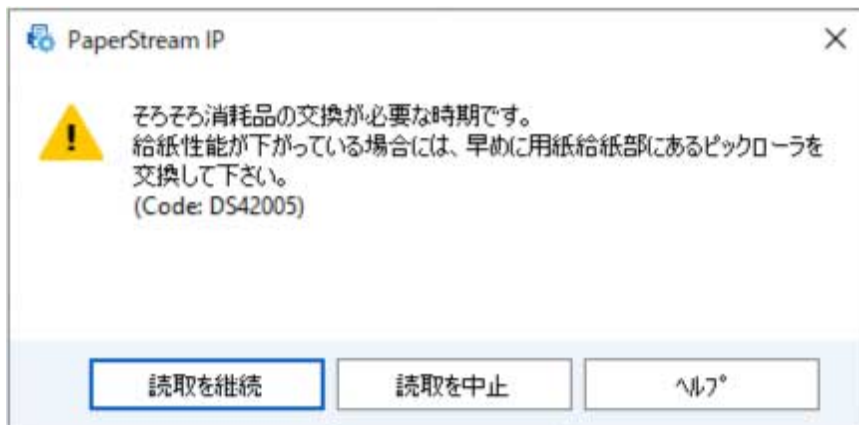 PaperStream IP
そろそろ消耗品の交換が必要な時期です。
給紙性能が下がっている場合には、早めに用紙給紙部にあるピックローラを
交換して下さい。
(Code: DS42005)
読取を継続
読取を中止
ﾍﾙﾌﾟ